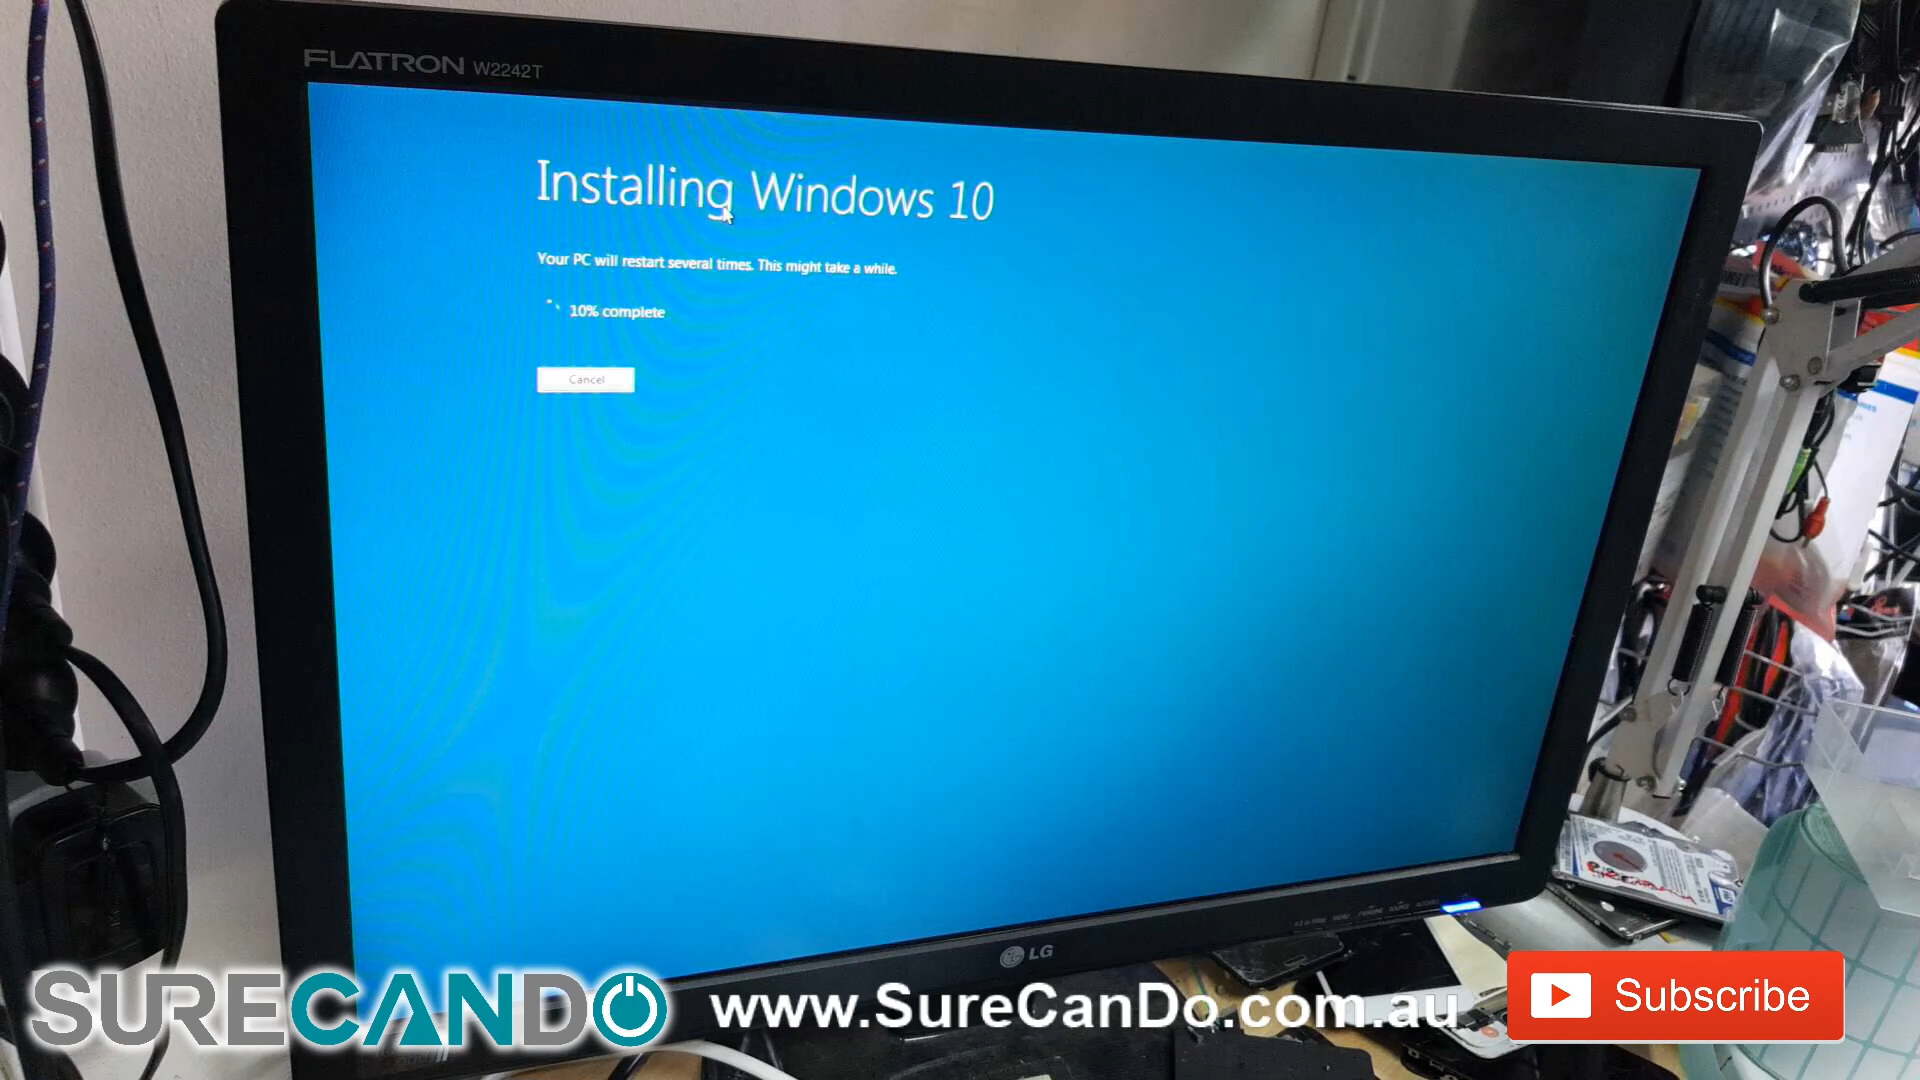 FLATRON W2242T
Installing Windows 10
Your PC will restart several times. This might take a while.
10% complete
Cancel
LG
SURECANDO
www.SureCanDo.com.au
Subscribe